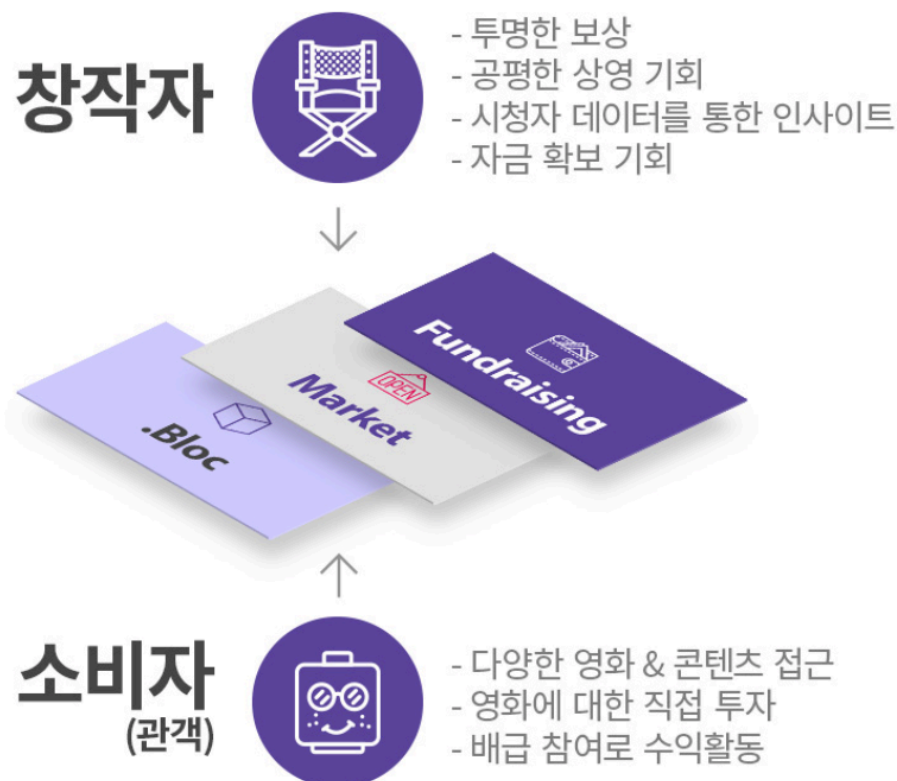 창작자
- 투명한 보상
- 공평한 상영 기회
- 시청자 데이터를 통한 인사이트
- 자금 확보 기회
Fundraising
OPEN
Market
.Bloc
소비자
(관객)
- 다양한 영화 & 콘텐츠 접근
- 영화에 대한 직접 투자
- 배급 참여로 수익활동